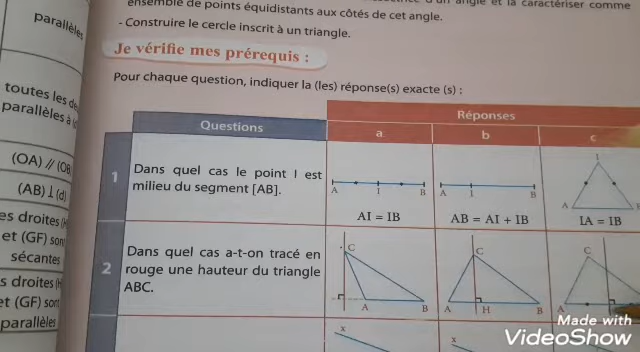 ensemble de points équidistants aux côtés de cet angle.
- Construire le cercle inscrit à un triangle.
Je vérifie mes prérequis :
Pour chaque question, indiquer la (les) réponse(s) exacte (s) :
Questions
Réponses
a
b
c
1
Dans quel cas le point I est
milieu du segment [AB].
A I B
A I B
I
A
AI = IB
AB = AI + IB
IA = IB
2
Dans quel cas a-t-on tracé en
rouge une hauteur du triangle
ABC.
C
A B
C
A H B
C
A
x
x
parallèles
toutes les
parallèles à
(OA) // (OB
(AB) ⊥ (d)
es droites
et (GF) son
sécantes
s droites
et (GF) son
parallèles
Made with
VideoShow